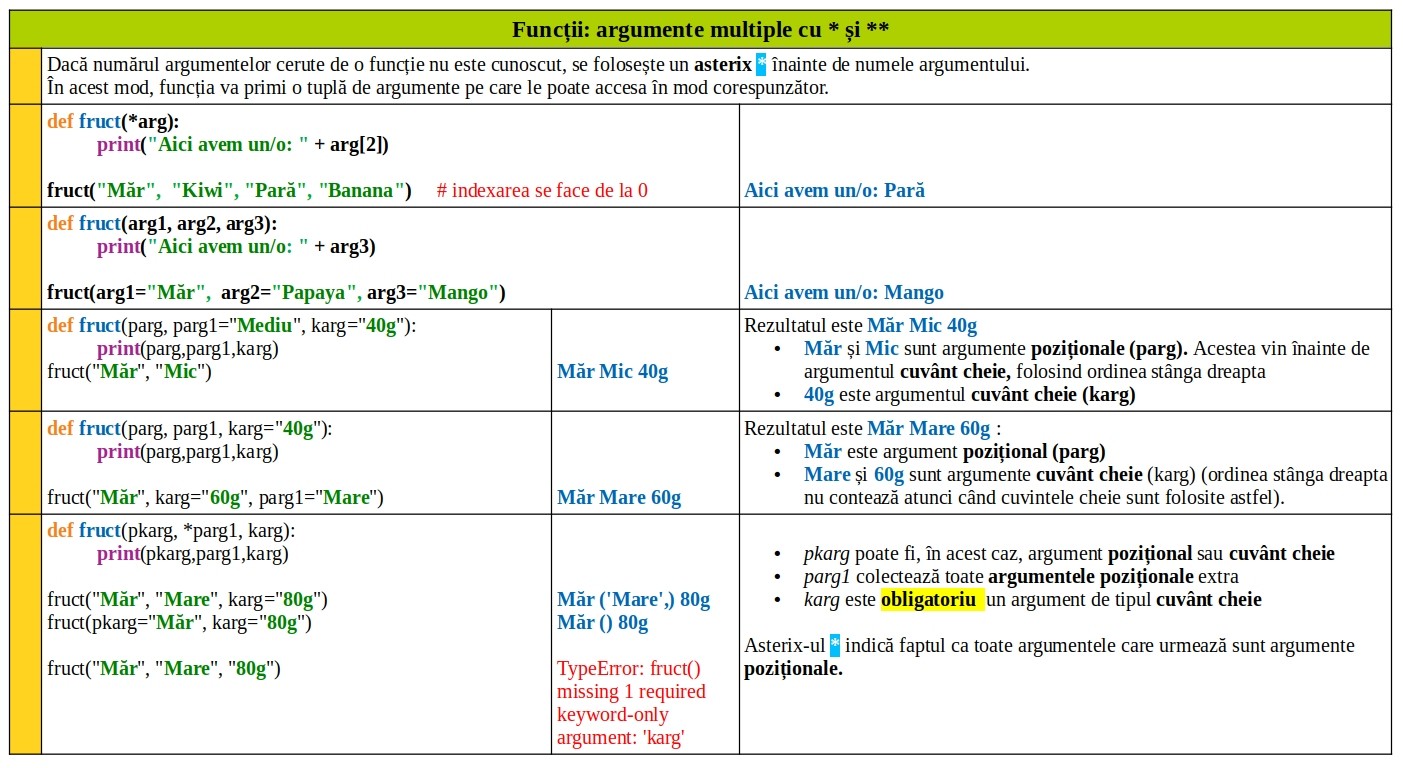 Funcții: argumente multiple cu * și **
Dacă numărul argumentelor cerute de o funcție nu este cunoscut, se folosește un asterix * înainte de numele argumentului.
În acest mod, funcția va primi o tuplă de argumente pe care le poate accesa în mod corespunzător.
def fruct(*arg):
print("Aici avem un/o: " + arg[2])
fruct("Măr", "Kiwi", "Pară", "Banana") # indexarea se face de la 0
Aici avem un/o: Pară
def fruct(arg1, arg2, arg3):
print("Aici avem un/o: " + arg3)
fruct(arg1="Măr", arg2="Papaya", arg3="Mango")
Aici avem un/o: Mango
def fruct(parg, parg1="Mediu", karg="40g"):
print(parg,parg1,karg)
fruct("Măr", "Mic")
Măr Mic 40g
Rezultatul este Măr Mic 40g
• Măr și Mic sunt argumente poziționale (parg). Acestea vin înainte de
argumentul cuvânt cheie, folosind ordinea stânga dreapta
• 40g este argumentul cuvânt cheie (karg)
def fruct(parg, parg1, karg="40g"):
print(parg,parg1,karg)
fruct("Măr", karg="60g", parg1="Mare")
Măr Mare 60g
Rezultatul este Măr Mare 60g :
• Măr este argument pozițional (parg)
• Mare și 60g sunt argumente cuvânt cheie (karg) (ordinea stânga dreapta
nu contează atunci când cuvintele cheie sunt folosite astfel).
def fruct(pkarg, *parg1, karg):
print(pkarg,parg1,karg)
fruct("Măr", "Mare", karg="80g")
fruct(pkarg="Măr", karg="80g")
fruct("Măr", "Mare", "80g")
Măr ('Mare',) 80g
Măr () 80g
TypeError: fruct()
missing 1 required
keyword-only
argument: 'karg'
• pkarg poate fi, în acest caz, argument pozițional sau cuvânt cheie
• parg1 colectează toate argumentele poziționale extra
• karg este obligatoriu un argument de tipul cuvânt cheie
Asterix-ul * indică faptul ca toate argumentele care urmează sunt argumente
poziționale.